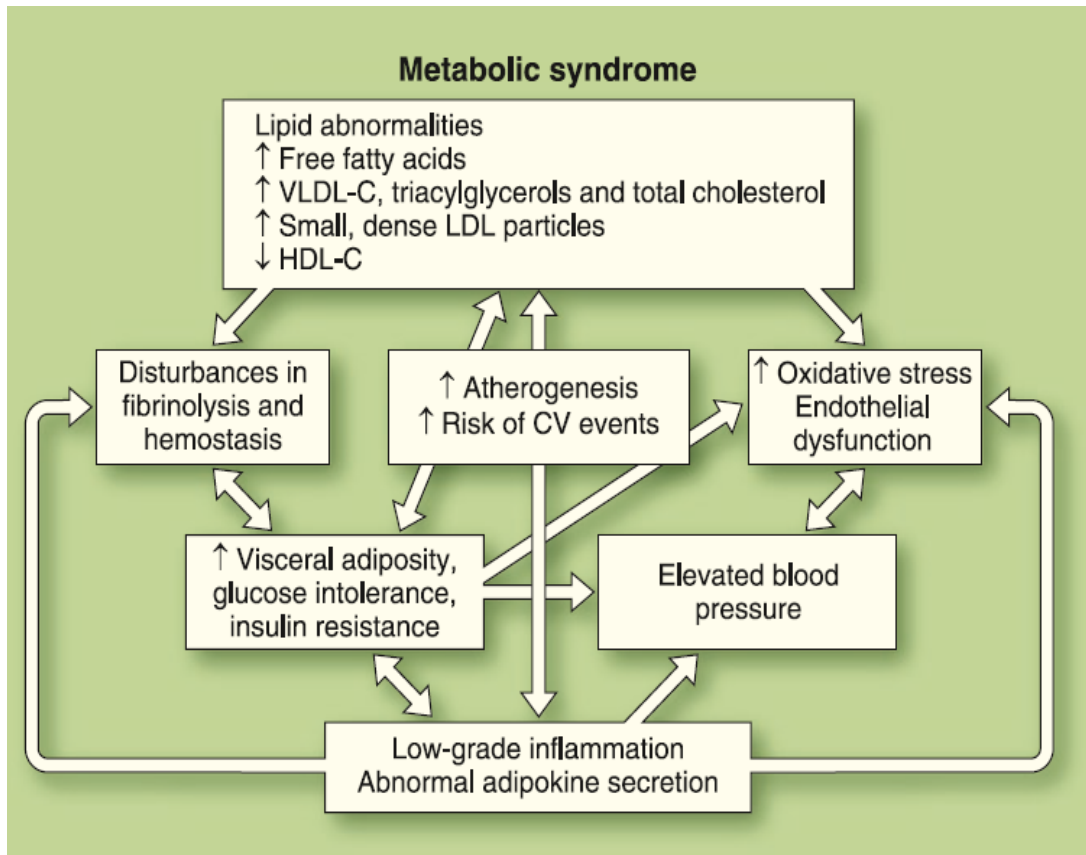 Metabolic syndrome
Lipid abnormalities
↑ Free fatty acids
↑ VLDL-C, triacylglycerols and total cholesterol
↑ Small, dense LDL particles
↓ HDL-C
Disturbances in
fibrinolysis and
hemostasis
↑ Atherogenesis
↑ Risk of CV events
↑ Oxidative stress
Endothelial
dysfunction
↑ Visceral adiposity,
glucose intolerance,
insulin resistance
Elevated blood
pressure
Low-grade inflammation
Abnormal adipokine secretion